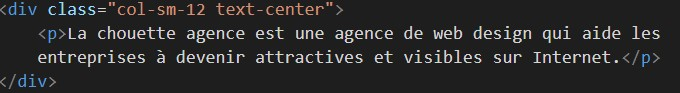 <div class="col-sm-12 text-center">
<p>La chouette agence est une agence de web design qui aide les
entreprises à devenir attractives et visibles sur Internet.</p>
</div>